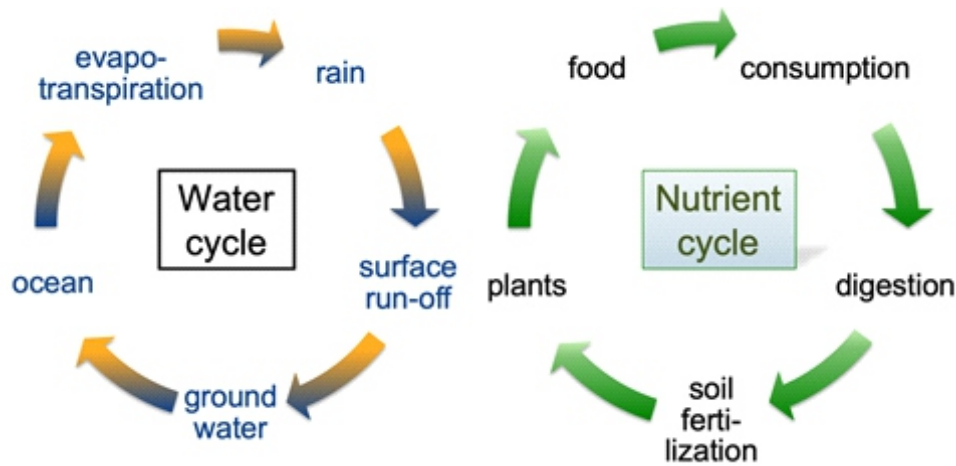 evapo-
transpiration
rain
surface
run-off
ground
water
ocean
Water
cycle
food
consumption
digestion
soil
ferti-
lization
plants
Nutrient
cycle